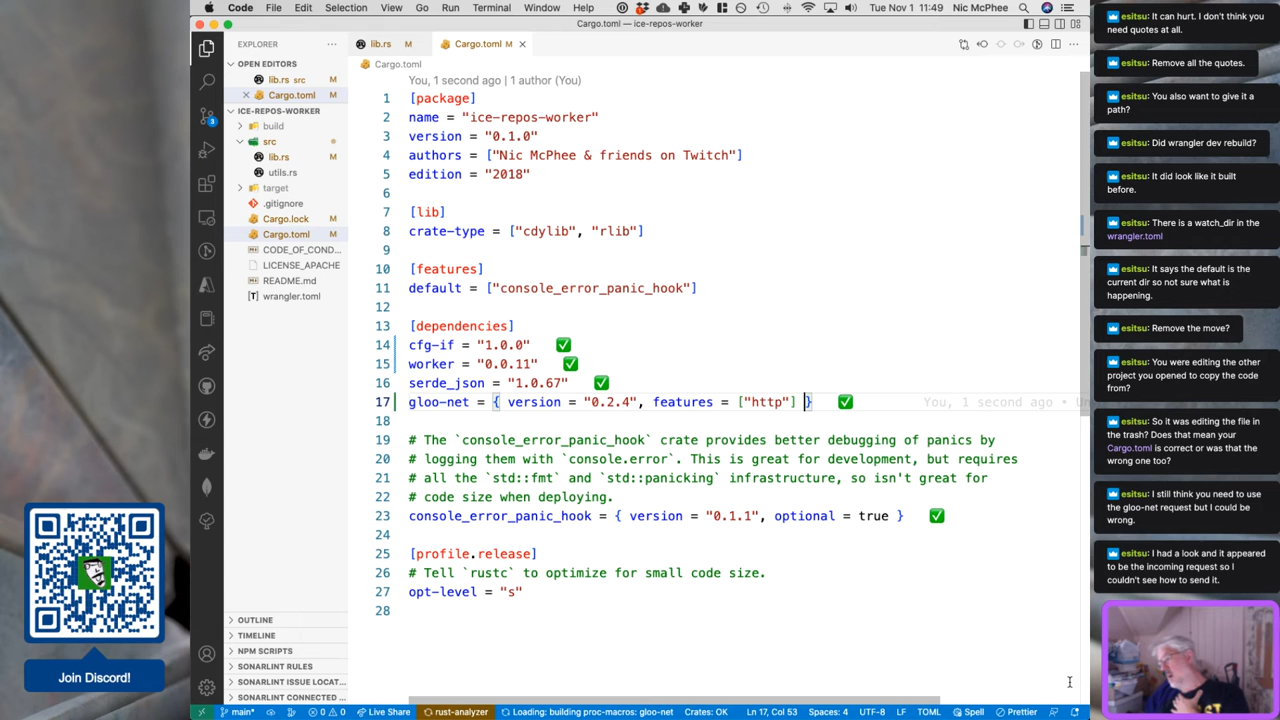 Code File Edit Selection View Go Run Terminal Window Help Tue Nov 1 11:49 Nic McPhee
Cargo.toml — ice-repos-worker
EXPLORER
OPEN EDITORS
lib.rs src M
Cargo.toml M
ICE-REPOS-WORKER
build
src
lib.rs M
utils.rs
target
.gitignore
Cargo.lock M
Cargo.toml M
CODE_OF_COND...
LICENSE_APACHE
README.md
wrangler.toml
OUTLINE
TIMELINE
NPM SCRIPTS
SONARLINT RULES
SONARLINT ISSUE LOCAT...
SONARLINT CONNECTED ...
lib.rs M
Cargo.toml M
Cargo.toml
You, 1 second ago | 1 author (You)
1 [package]
2 name = "ice-repos-worker"
3 version = "0.1.0"
4 authors = ["Nic McPhee & friends on Twitch"]
5 edition = "2018"
6
7 [lib]
8 crate-type = ["cdylib", "rlib"]
9
10 [features]
11 default = ["console_error_panic_hook"]
12
13 [dependencies]
14 cfg-if = "1.0.0" ✅
15 worker = "0.0.11" ✅
16 serde_json = "1.0.67" ✅
17 gloo-net = { version = "0.2.4", features = ["http"] } ✅ You, 1 second ago • Un
18
19 # The `console_error_panic_hook` crate provides better debugging of panics by
20 # logging them with `console.error`. This is great for development, but requires
21 # all the `std::fmt` and `std::panicking` infrastructure, so isn't great for
22 # code size when deploying.
23 console_error_panic_hook = { version = "0.1.1", optional = true } ✅
24
25 [profile.release]
26 # Tell `rustc` to optimize for small code size.
27 opt-level = "s"
28
main* 0 0 Live Share rust-analyzer Loading: building proc-macros: gloo-net Crates: OK Ln 17, Col 53 Spaces: 4 UTF-8 LF TOML Spell Prettier
3
Join Discord!
esitsu: It can hurt. I don't think you
need quotes at all.
esitsu: Remove all the quotes.
esitsu: You also want to give it a
path?
esitsu: Did wrangler dev rebuild?
esitsu: It did look like it built
before.
esitsu: There is a watch_dir in the
wrangler.toml
esitsu: It says the default is the
current dir so not sure what is
happening.
esitsu: Remove the move?
esitsu: You were editing the other
project you opened to copy the code
from?
esitsu: So it was editing the file in
the trash? Does that mean your
Cargo.toml is correct or was that the
wrong one too?
esitsu: I still think you need to use
the gloo-net request but I could be
wrong.
esitsu: I had a look and it appeared
to be the incoming request so I
couldn't see how to send it.